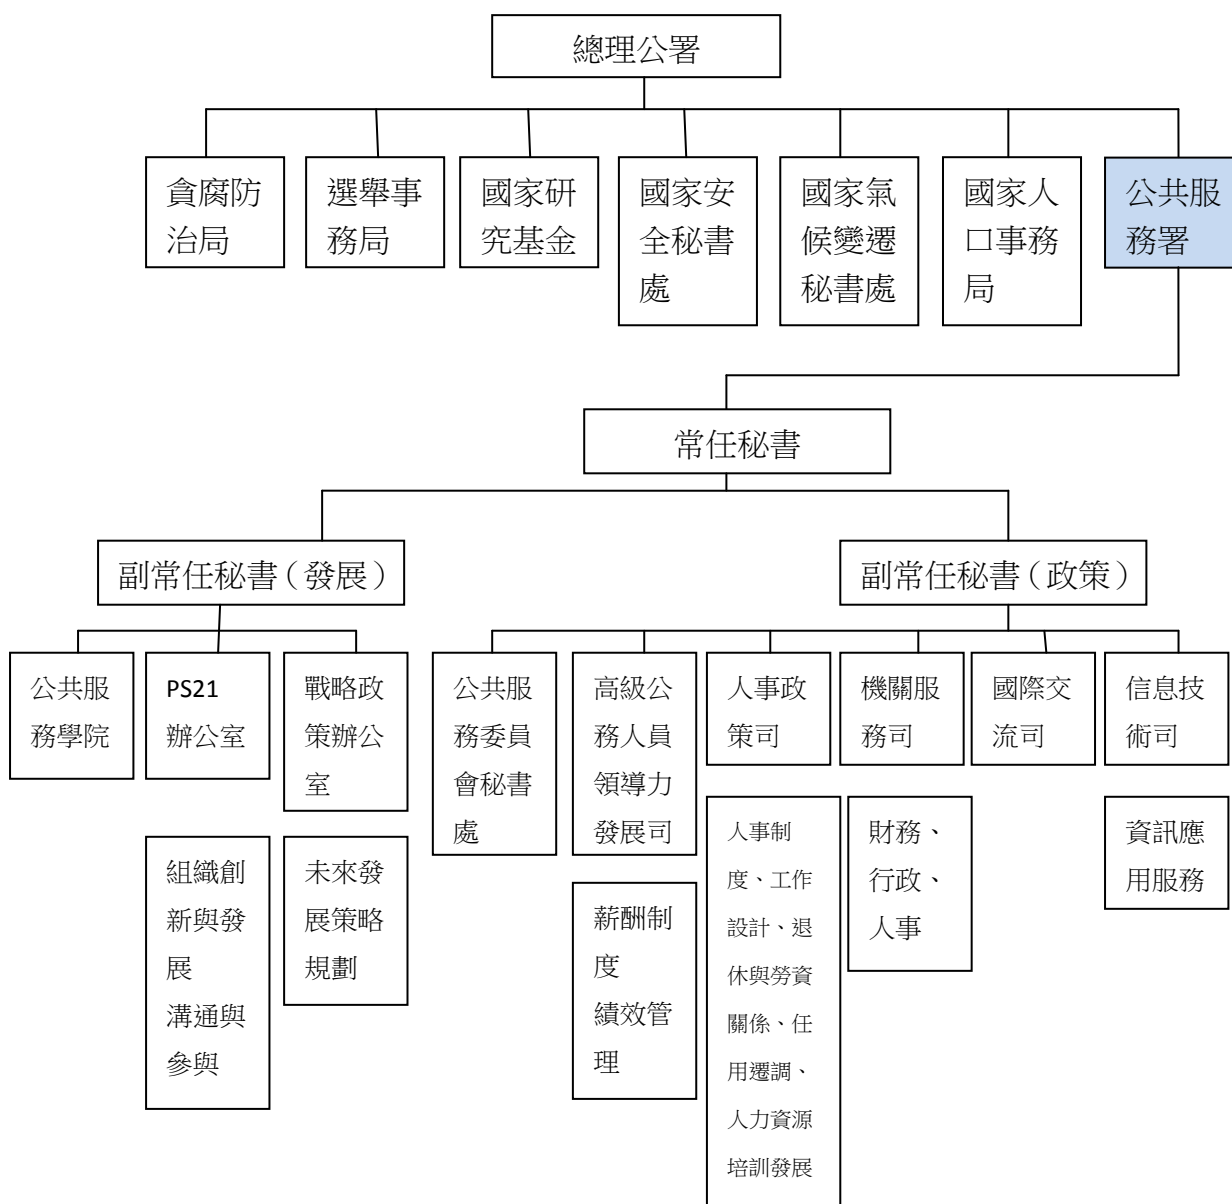 總理公署
貪腐防
治局
選舉事
務局
國家研
究基金
國家安
全秘書
處
國家氣
候變遷
秘書處
國家人
口事務
局
公共服
務署
常任秘書
副常任秘書（發展）
副常任秘書（政策）
公共服
務學院
PS21
辦公室
戰略政
策辦公
室
公共服
務委員
會秘書
處
高級公
務人員
領導力
發展司
人事政
策司
機關服
務司
國際交
流司
信息技
術司
組織創
新與發
展
溝通與
參與
未來發
展策略
規劃
薪酬制
度
績效管
理
人事制
度、工作
設計、退
休與勞資
關係、任
用遷調、
人力資源
培訓發展
財務、
行政、
人事
資訊應
用服務